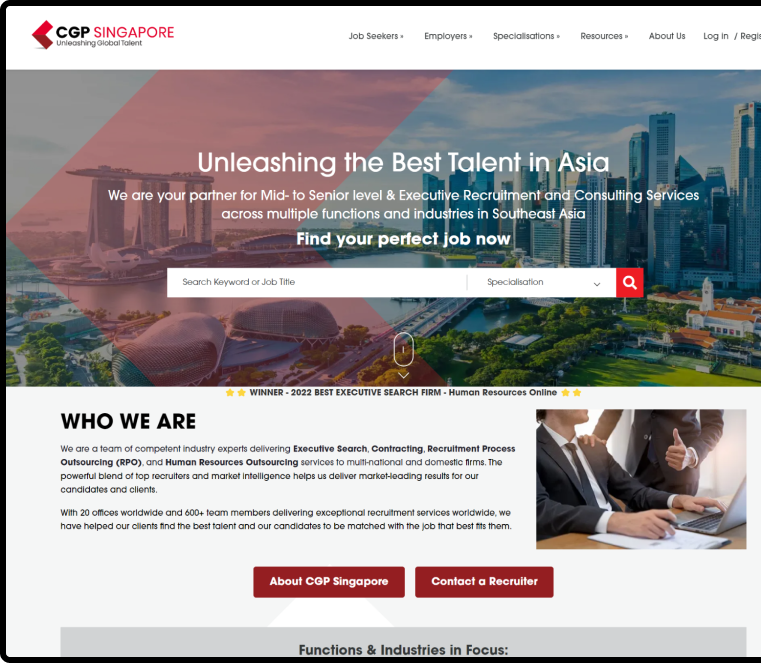 CGP SINGAPORE
Unleashing Global Talent
Job Seekers »
Employers »
Specialisations »
Resources »
About Us
Log in / Regis
Unleashing the Best Talent in Asia
We are your partner for Mid- to Senior level & Executive Recruitment and Consulting Services
across multiple functions and industries in Southeast Asia
Find your perfect job now
Search Keyword or Job Title
Specialisation
WINNER - 2022 BEST EXECUTIVE SEARCH FIRM - Human Resources Online
WHO WE ARE
We are a team of competent industry experts delivering Executive Search, Contracting, Recruitment Process
Outsourcing (RPO), and Human Resources Outsourcing services to multi-national and domestic firms. The
powerful blend of top recruiters and market intelligence helps us deliver market-leading results for our
candidates and clients.
With 20 offices worldwide and 600+ team members delivering exceptional recruitment services worldwide, we
have helped our clients find the best talent and our candidates to be matched with the job that best fits them.
About CGP Singapore
Contact a Recruiter
Functions & Industries in Focus: